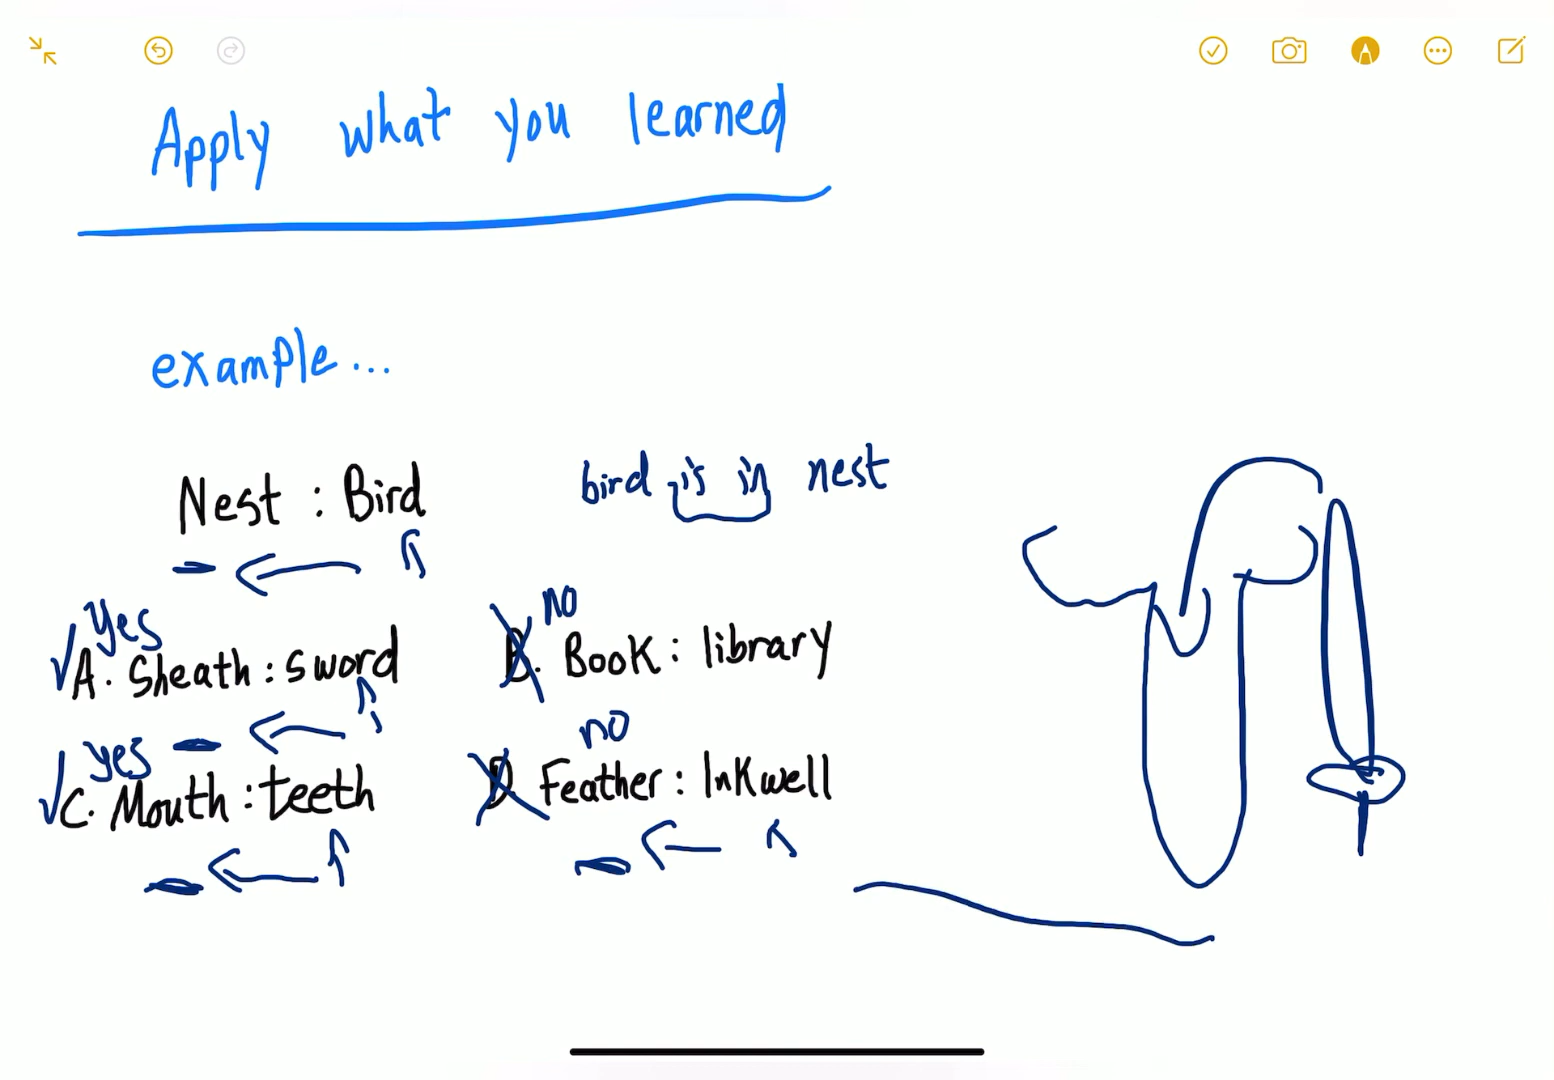 Apply what you learned
example...
Nest : Bird
bird is in nest
yes
A. Sheath : sword
no
B. Book : library
yes
C. Mouth : teeth
no
D. Feather : Inkwell